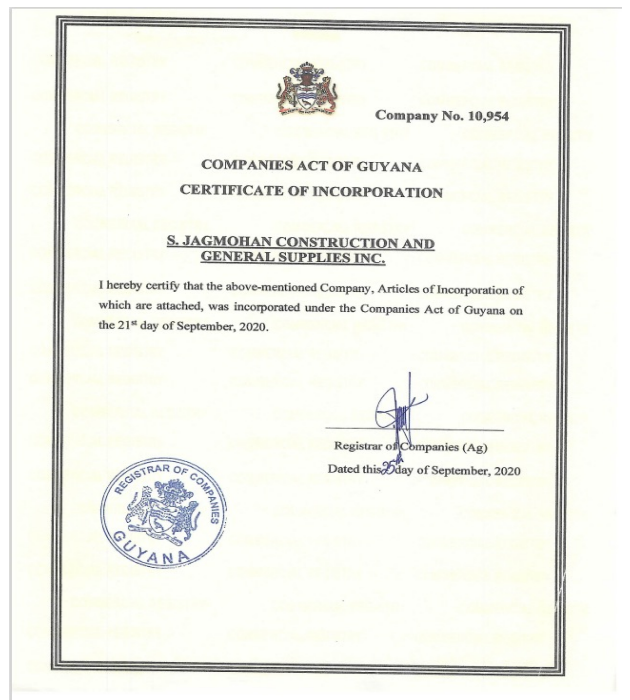 Company No. 10,954
COMPANIES ACT OF GUYANA
CERTIFICATE OF INCORPORATION
S. JAGMOHAN CONSTRUCTION AND
GENERAL SUPPLIES INC.
I hereby certify that the above-mentioned Company, Articles of Incorporation of
which are attached, was incorporated under the Companies Act of Guyana on
the 21st day of September, 2020.
Registrar of Companies (Ag)
Dated this 25th day of September, 2020
REGISTRAR OF COMPANIES
GUYANA